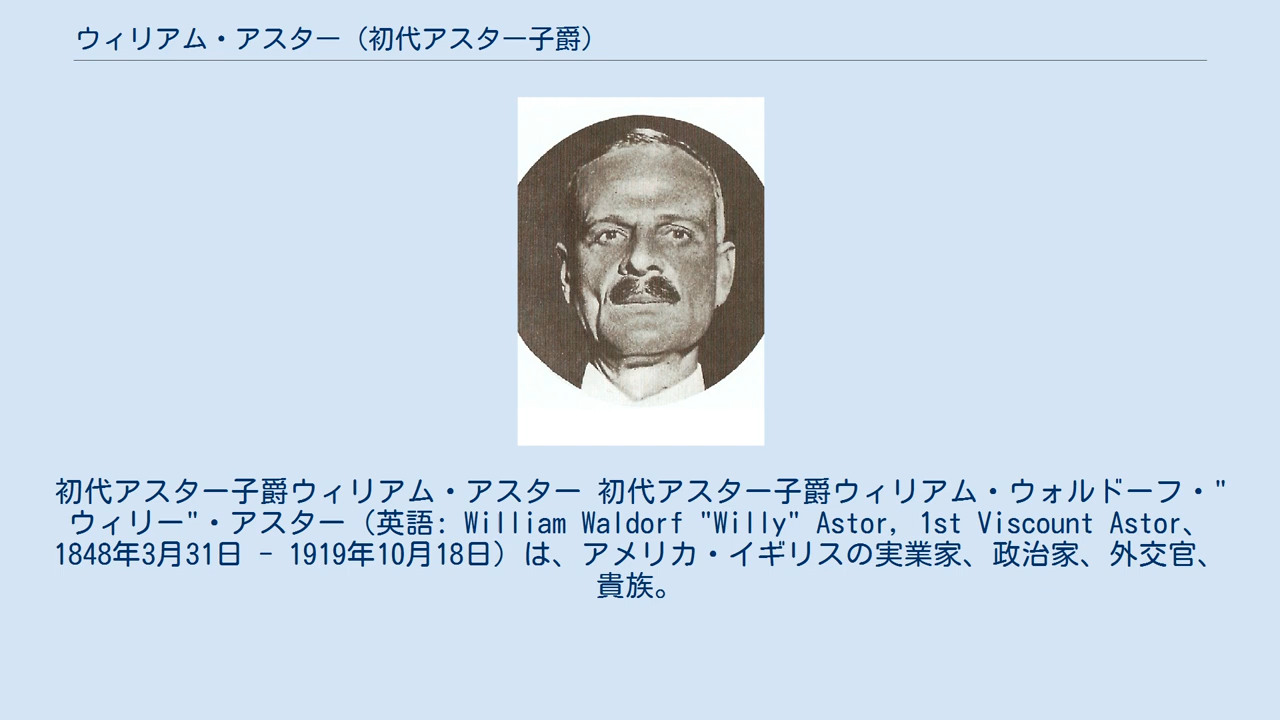 ウィリアム・アスター（初代アスター子爵）
初代アスター子爵ウィリアム・アスター 初代アスター子爵ウィリアム・ウォルドーフ・"
ウィリー"・アスター（英語: William Waldorf "Willy" Astor, 1st Viscount Astor、
1848年3月31日 - 1919年10月18日）は、アメリカ・イギリスの実業家、政治家、外交官、
貴族。